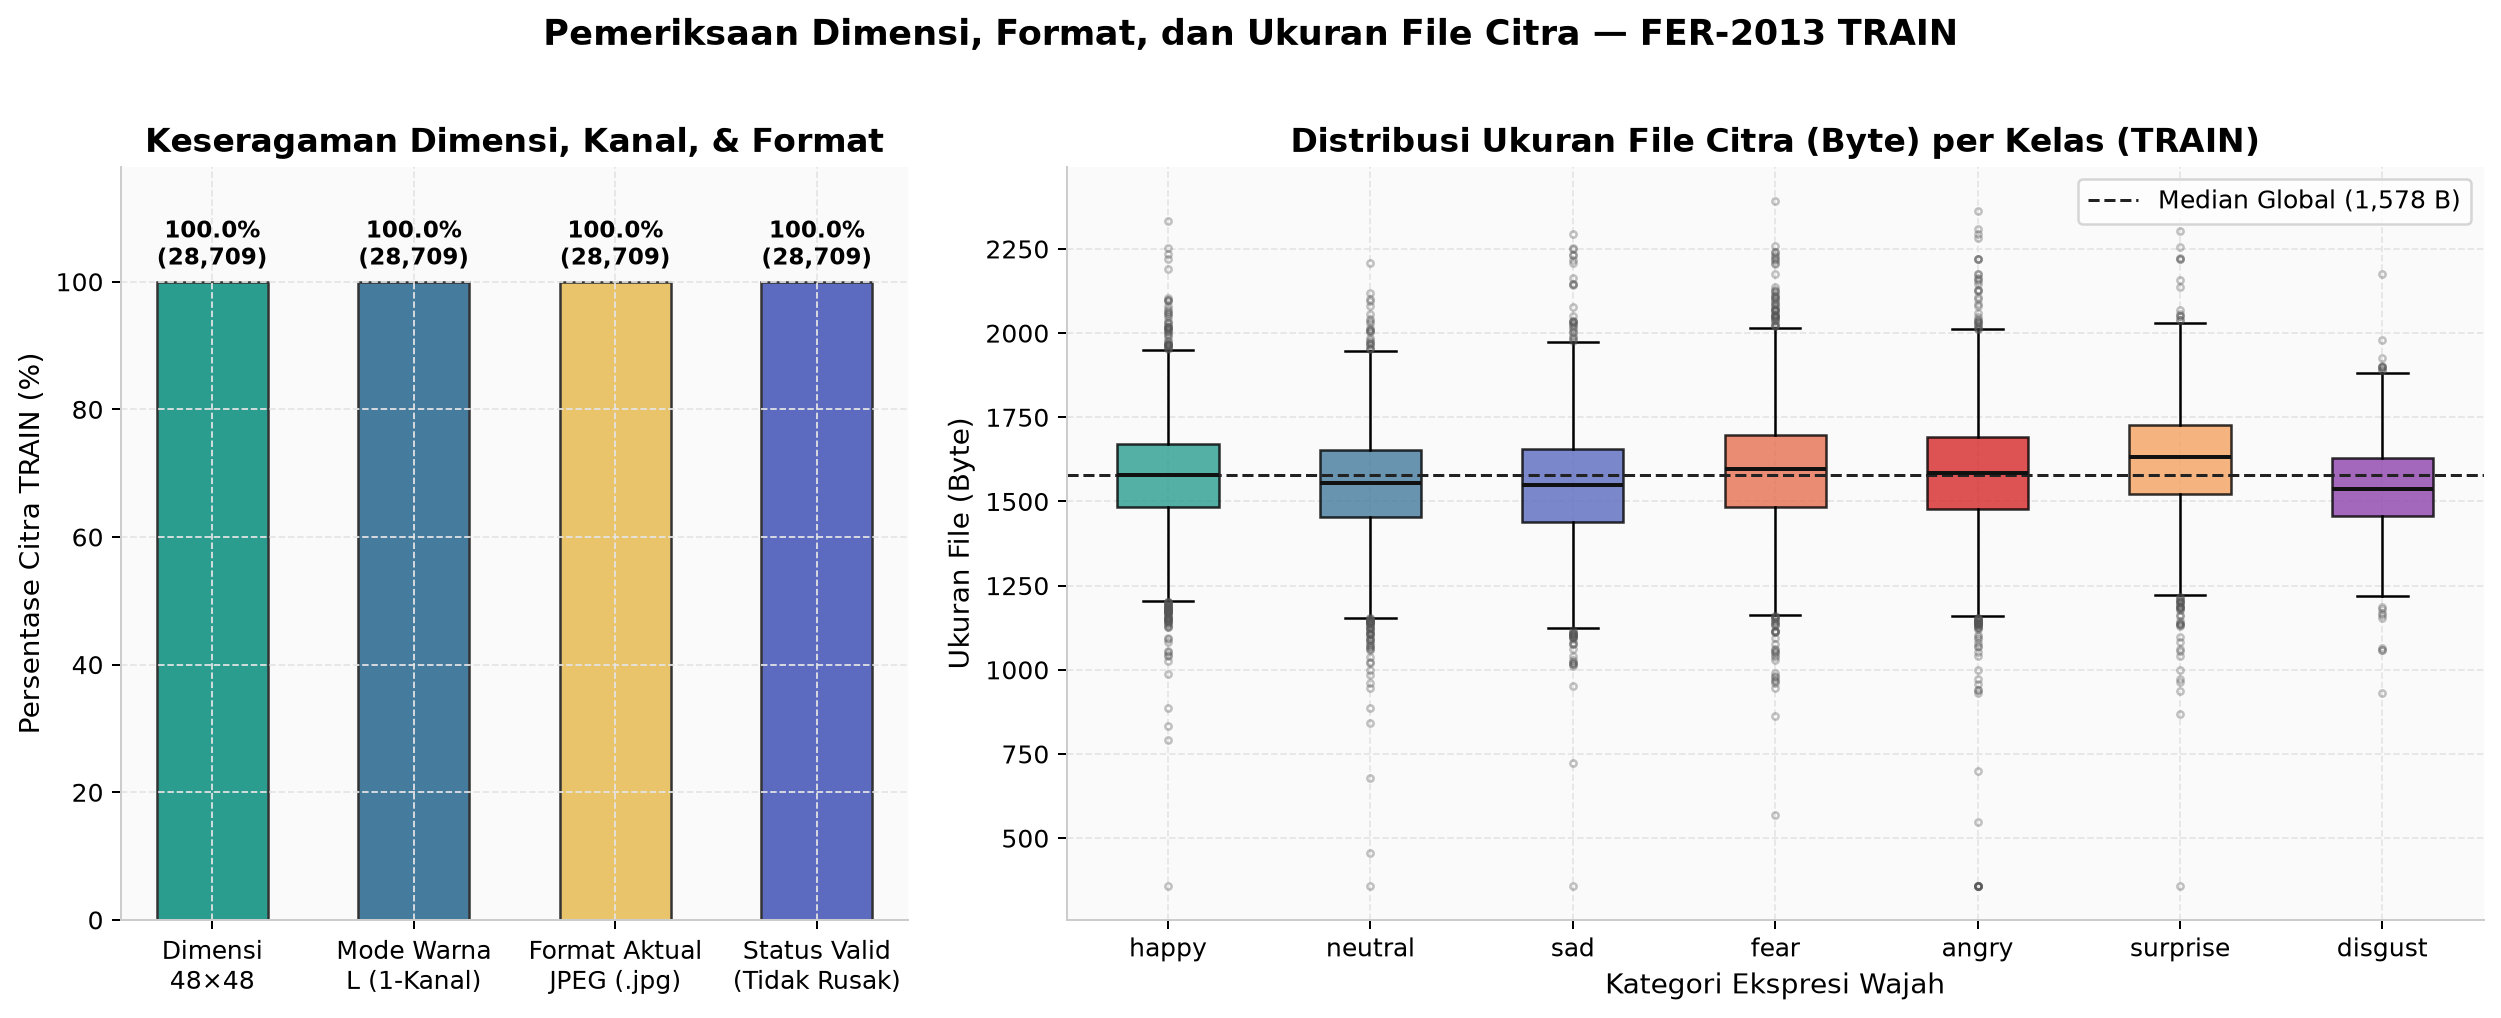 Pemeriksaan Dimensi, Format, dan Ukuran File Citra — FER-2013 TRAIN
Keseragaman Dimensi, Kanal, & Format
100.0%
(28,709)
100.0%
(28,709)
100.0%
(28,709)
100.0%
(28,709)
Persentase Citra TRAIN (%)
100
80
60
40
20
0
Dimensi
48×48
Mode Warna
L (1-Kanal)
Format Aktual
JPEG (.jpg)
Status Valid
(Tidak Rusak)
Distribusi Ukuran File Citra (Byte) per Kelas (TRAIN)
Median Global (1,578 B)
Ukuran File (Byte)
2250
2000
1750
1500
1250
1000
750
500
happy
neutral
sad
fear
angry
surprise
disgust
Kategori Ekspresi Wajah